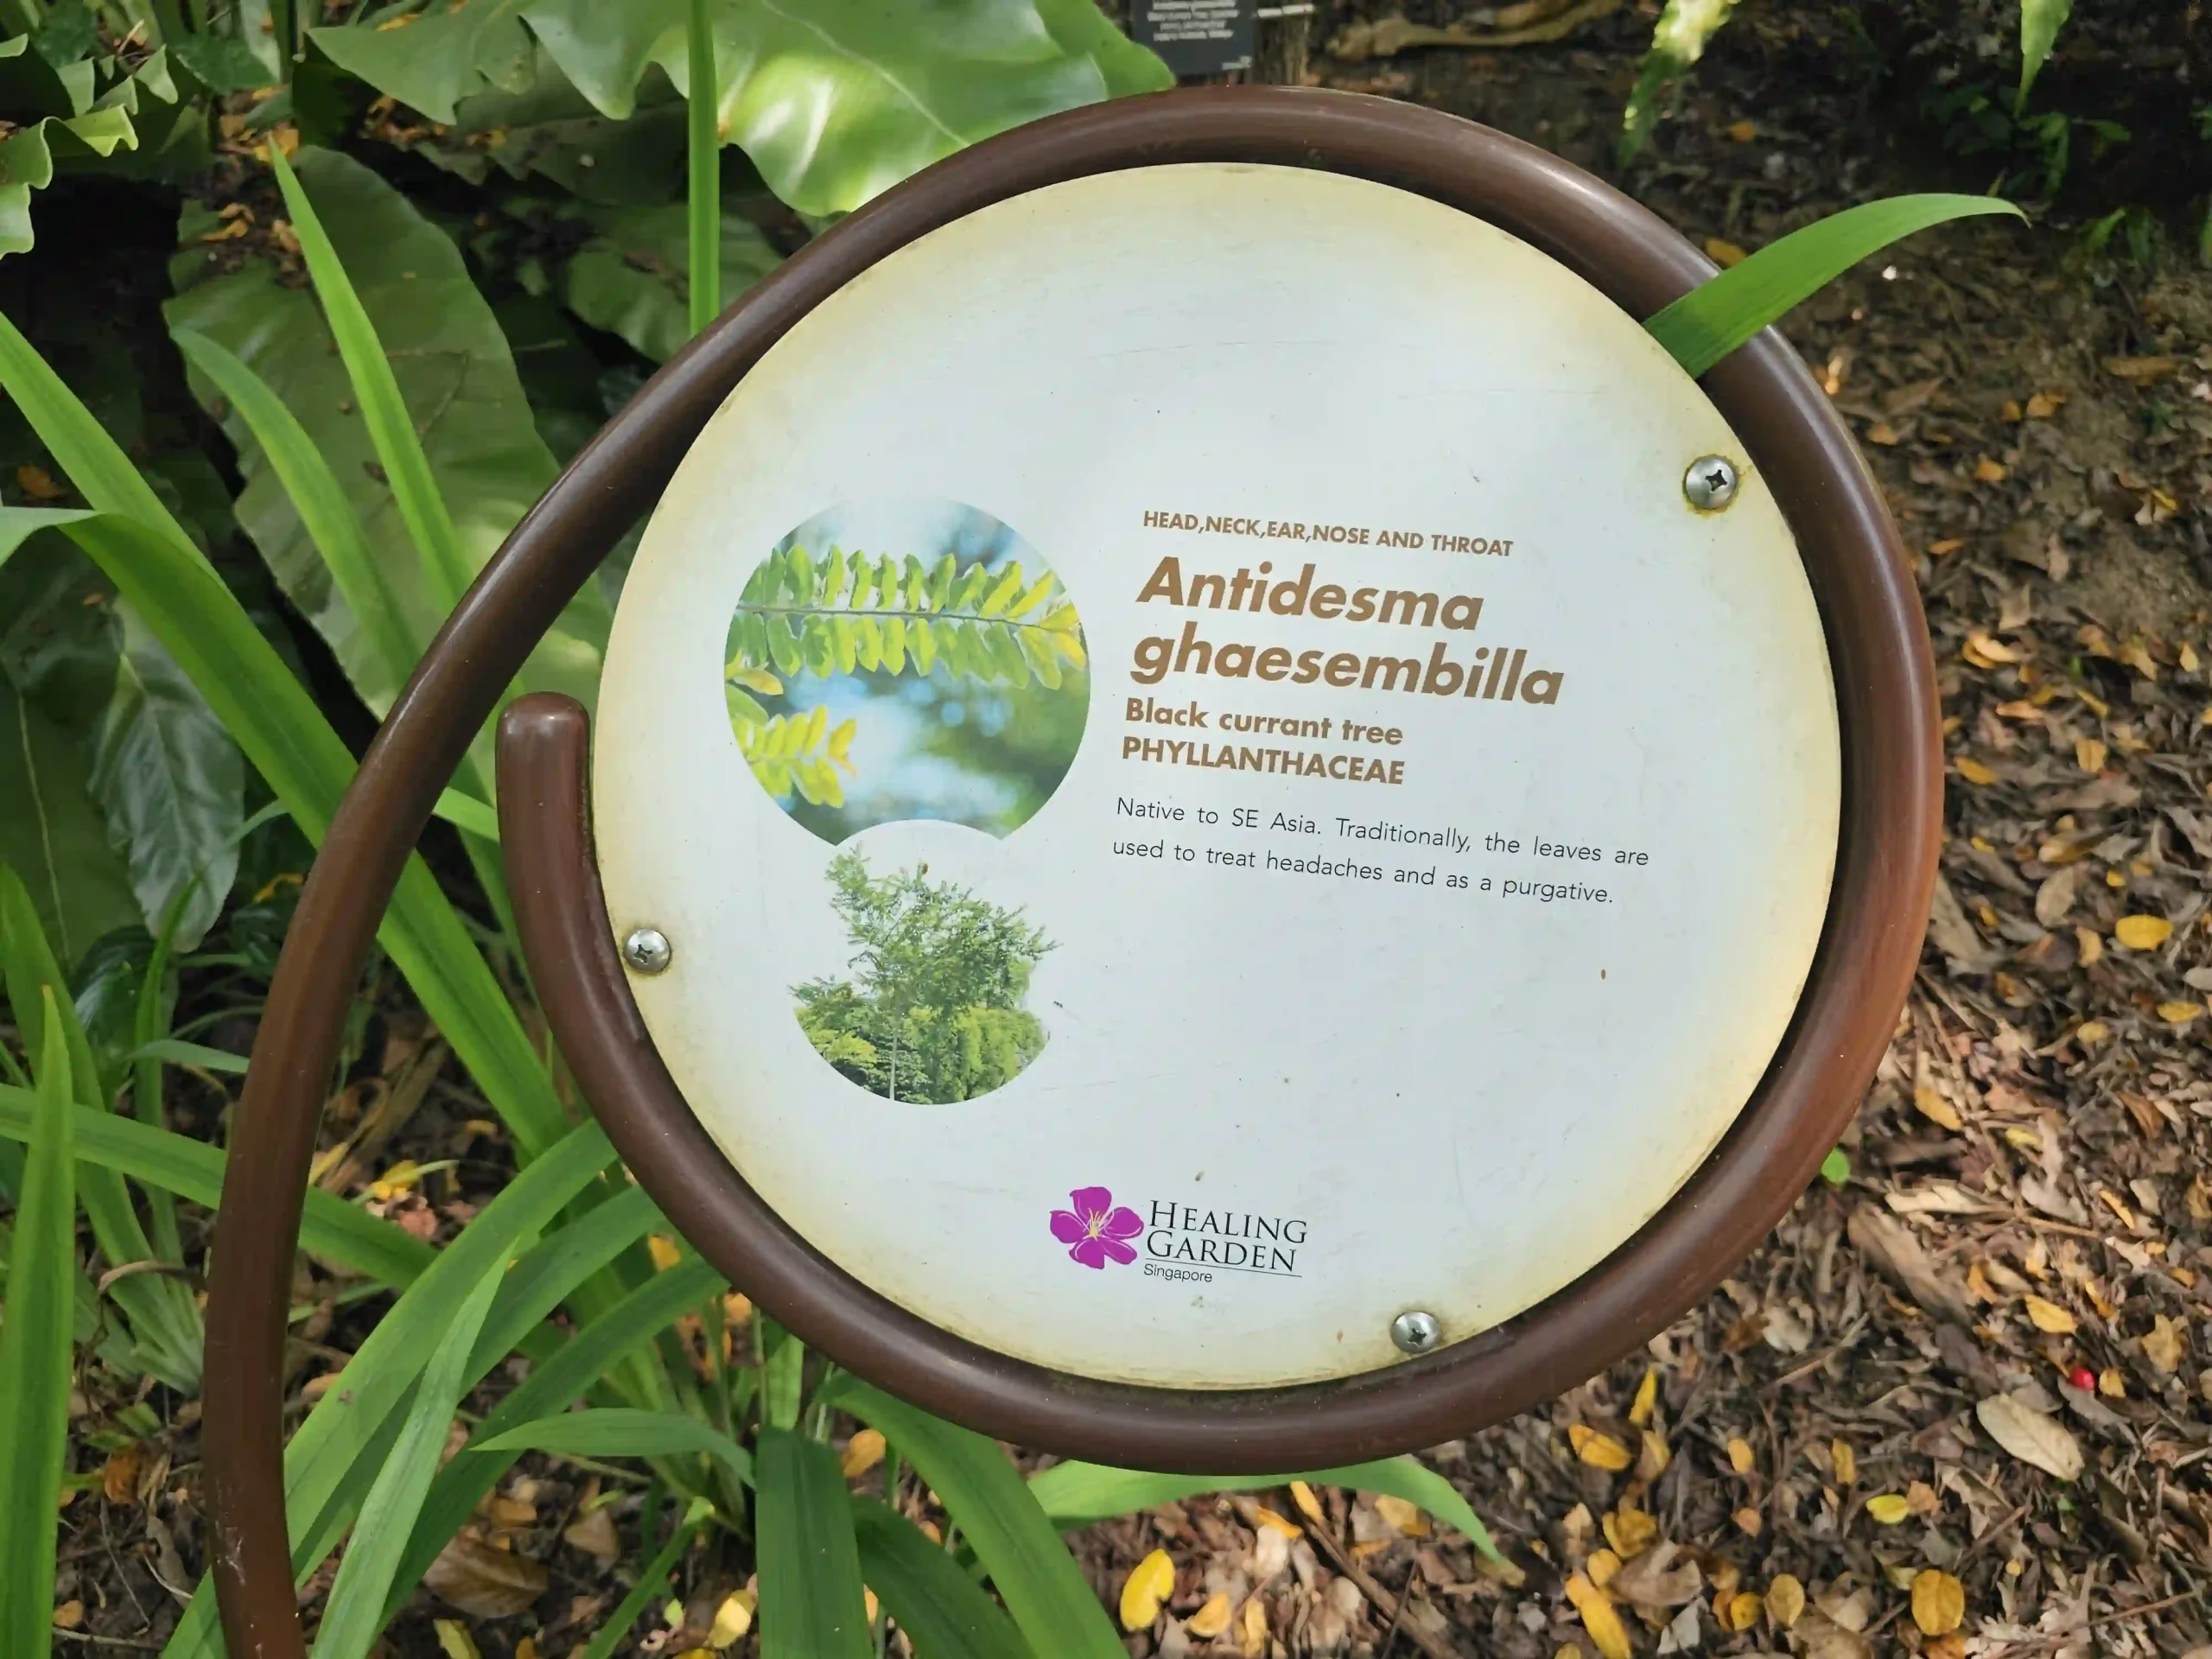 HEAD,NECK,EAR,NOSE AND THROAT
Antidesma
ghaesembilla
Black currant tree
PHYLLANTHACEAE
Native to SE Asia. Traditionally, the leaves are
used to treat headaches and as a purgative.
HEALING
GARDEN
Singapore